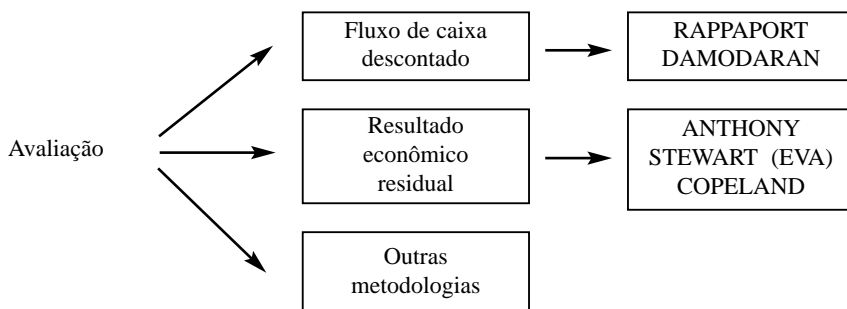 Avaliação
Fluxo de caixa
descontado
RAPPAPORT
DAMODARAN
Resultado
econômico
residual
ANTHONY
STEWART (EVA)
COPELAND
Outras
metodologias